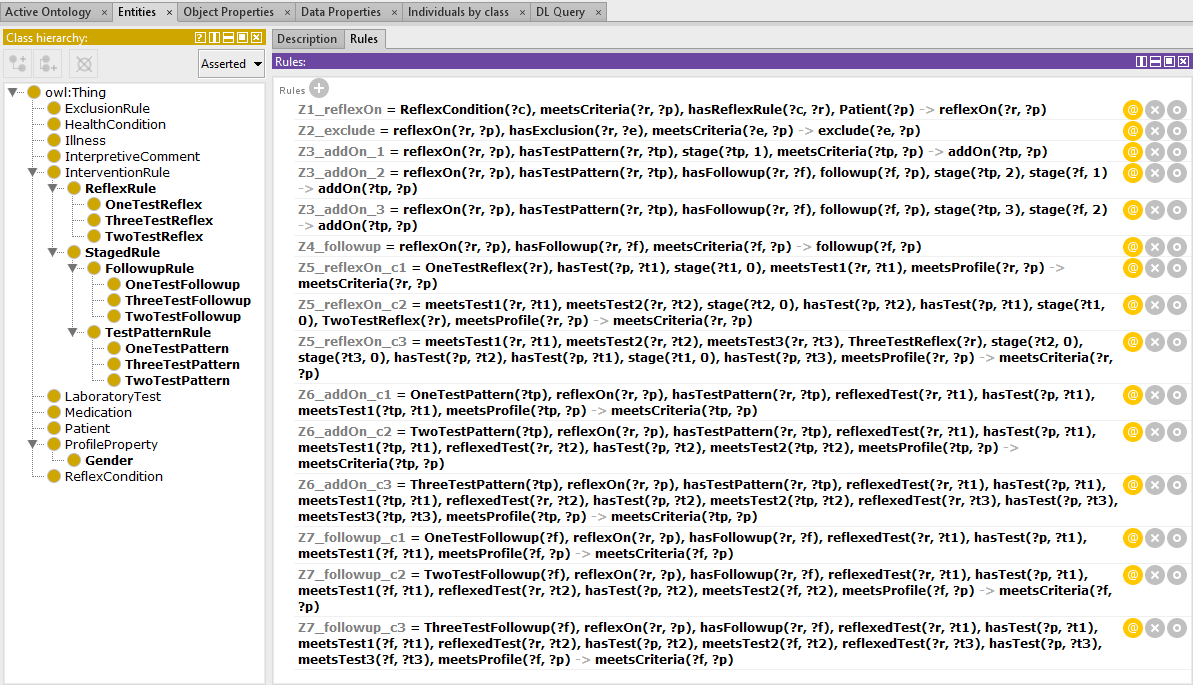 Active Ontology × Entities × Object Properties × Data Properties × Individuals by class × DL Query ×
Class hierarchy:
Asserted
owl:Thing
ExclusionRule
HealthCondition
Illness
InterpretiveComment
InterventionRule
ReflexRule
OneTestReflex
ThreeTestReflex
TwoTestReflex
StagedRule
FollowupRule
OneTestFollowup
ThreeTestFollowup
TwoTestFollowup
TestPatternRule
OneTestPattern
ThreeTestPattern
TwoTestPattern
LaboratoryTest
Medication
Patient
ProfileProperty
Gender
ReflexCondition
Description Rules
Rules:
Rules
Z1_reflexOn = ReflexCondition(?c), meetsCriteria(?r, ?p), hasReflexRule(?c, ?r), Patient(?p) -> reflexOn(?r, ?p)
Z2_exclude = reflexOn(?r, ?p), hasExclusion(?r, ?e), meetsCriteria(?e, ?p) -> exclude(?e, ?p)
Z3_addOn_1 = reflexOn(?r, ?p), hasTestPattern(?r, ?tp), stage(?tp, 1), meetsCriteria(?tp, ?p) -> addOn(?tp, ?p)
Z3_addOn_2 = reflexOn(?r, ?p), hasTestPattern(?r, ?tp), hasFollowup(?r, ?f), followup(?f, ?p), stage(?tp, 2), stage(?f, 1)
-> addOn(?tp, ?p)
Z3_addOn_3 = reflexOn(?r, ?p), hasTestPattern(?r, ?tp), hasFollowup(?r, ?f), followup(?f, ?p), stage(?tp, 3), stage(?f, 2)
-> addOn(?tp, ?p)
Z4_followup = reflexOn(?r, ?p), hasFollowup(?r, ?f), meetsCriteria(?f, ?p) -> followup(?f, ?p)
Z5_reflexOn_c1 = OneTestReflex(?r), hasTest(?p, ?t1), stage(?t1, 0), meetsTest1(?r, ?t1), meetsProfile(?r, ?p) ->
meetsCriteria(?r, ?p)
Z5_reflexOn_c2 = meetsTest1(?r, ?t1), meetsTest2(?r, ?t2), stage(?t2, 0), hasTest(?p, ?t2), hasTest(?p, ?t1), stage(?t1,
0), TwoTestReflex(?r), meetsProfile(?r, ?p) -> meetsCriteria(?r, ?p)
Z5_reflexOn_c3 = meetsTest1(?r, ?t1), meetsTest2(?r, ?t2), meetsTest3(?r, ?t3), ThreeTestReflex(?r), stage(?t2, 0),
stage(?t3, 0), hasTest(?p, ?t2), hasTest(?p, ?t1), stage(?t1, 0), hasTest(?p, ?t3), meetsProfile(?r, ?p) -> meetsCriteria(?r,
?p)
Z6_addOn_c1 = OneTestPattern(?tp), reflexOn(?r, ?p), hasTestPattern(?r, ?tp), reflexedTest(?r, ?t1), hasTest(?p, ?t1),
meetsTest1(?tp, ?t1), meetsProfile(?tp, ?p) -> meetsCriteria(?tp, ?p)
Z6_addOn_c2 = TwoTestPattern(?tp), reflexOn(?r, ?p), hasTestPattern(?r, ?tp), reflexedTest(?r, ?t1), hasTest(?p, ?t1),
meetsTest1(?tp, ?t1), reflexedTest(?r, ?t2), hasTest(?p, ?t2), meetsTest2(?tp, ?t2), meetsProfile(?tp, ?p) ->
meetsCriteria(?tp, ?p)
Z6_addOn_c3 = ThreeTestPattern(?tp), reflexOn(?r, ?p), hasTestPattern(?r, ?tp), reflexedTest(?r, ?t1), hasTest(?p, ?t1),
meetsTest1(?tp, ?t1), reflexedTest(?r, ?t2), hasTest(?p, ?t2), meetsTest2(?tp, ?t2), reflexedTest(?r, ?t3), hasTest(?p, ?t3),
meetsTest3(?tp, ?t3), meetsProfile(?tp, ?p) -> meetsCriteria(?tp, ?p)
Z7_followup_c1 = OneTestFollowup(?f), reflexOn(?r, ?p), hasFollowup(?r, ?f), reflexedTest(?r, ?t1), hasTest(?p, ?t1),
meetsTest1(?f, ?t1), meetsProfile(?f, ?p) -> meetsCriteria(?f, ?p)
Z7_followup_c2 = TwoTestFollowup(?f), reflexOn(?r, ?p), hasFollowup(?r, ?f), reflexedTest(?r, ?t1), hasTest(?p, ?t1),
meetsTest1(?f, ?t1), reflexedTest(?r, ?t2), hasTest(?p, ?t2), meetsTest2(?f, ?t2), meetsProfile(?f, ?p) -> meetsCriteria(?f,
?p)
Z7_followup_c3 = ThreeTestFollowup(?f), reflexOn(?r, ?p), hasFollowup(?r, ?f), reflexedTest(?r, ?t1), hasTest(?p, ?t1),
meetsTest1(?f, ?t1), reflexedTest(?r, ?t2), hasTest(?p, ?t2), meetsTest2(?f, ?t2), reflexedTest(?r, ?t3), hasTest(?p, ?t3),
meetsTest3(?f, ?t3), meetsProfile(?f, ?p) -> meetsCriteria(?f, ?p)